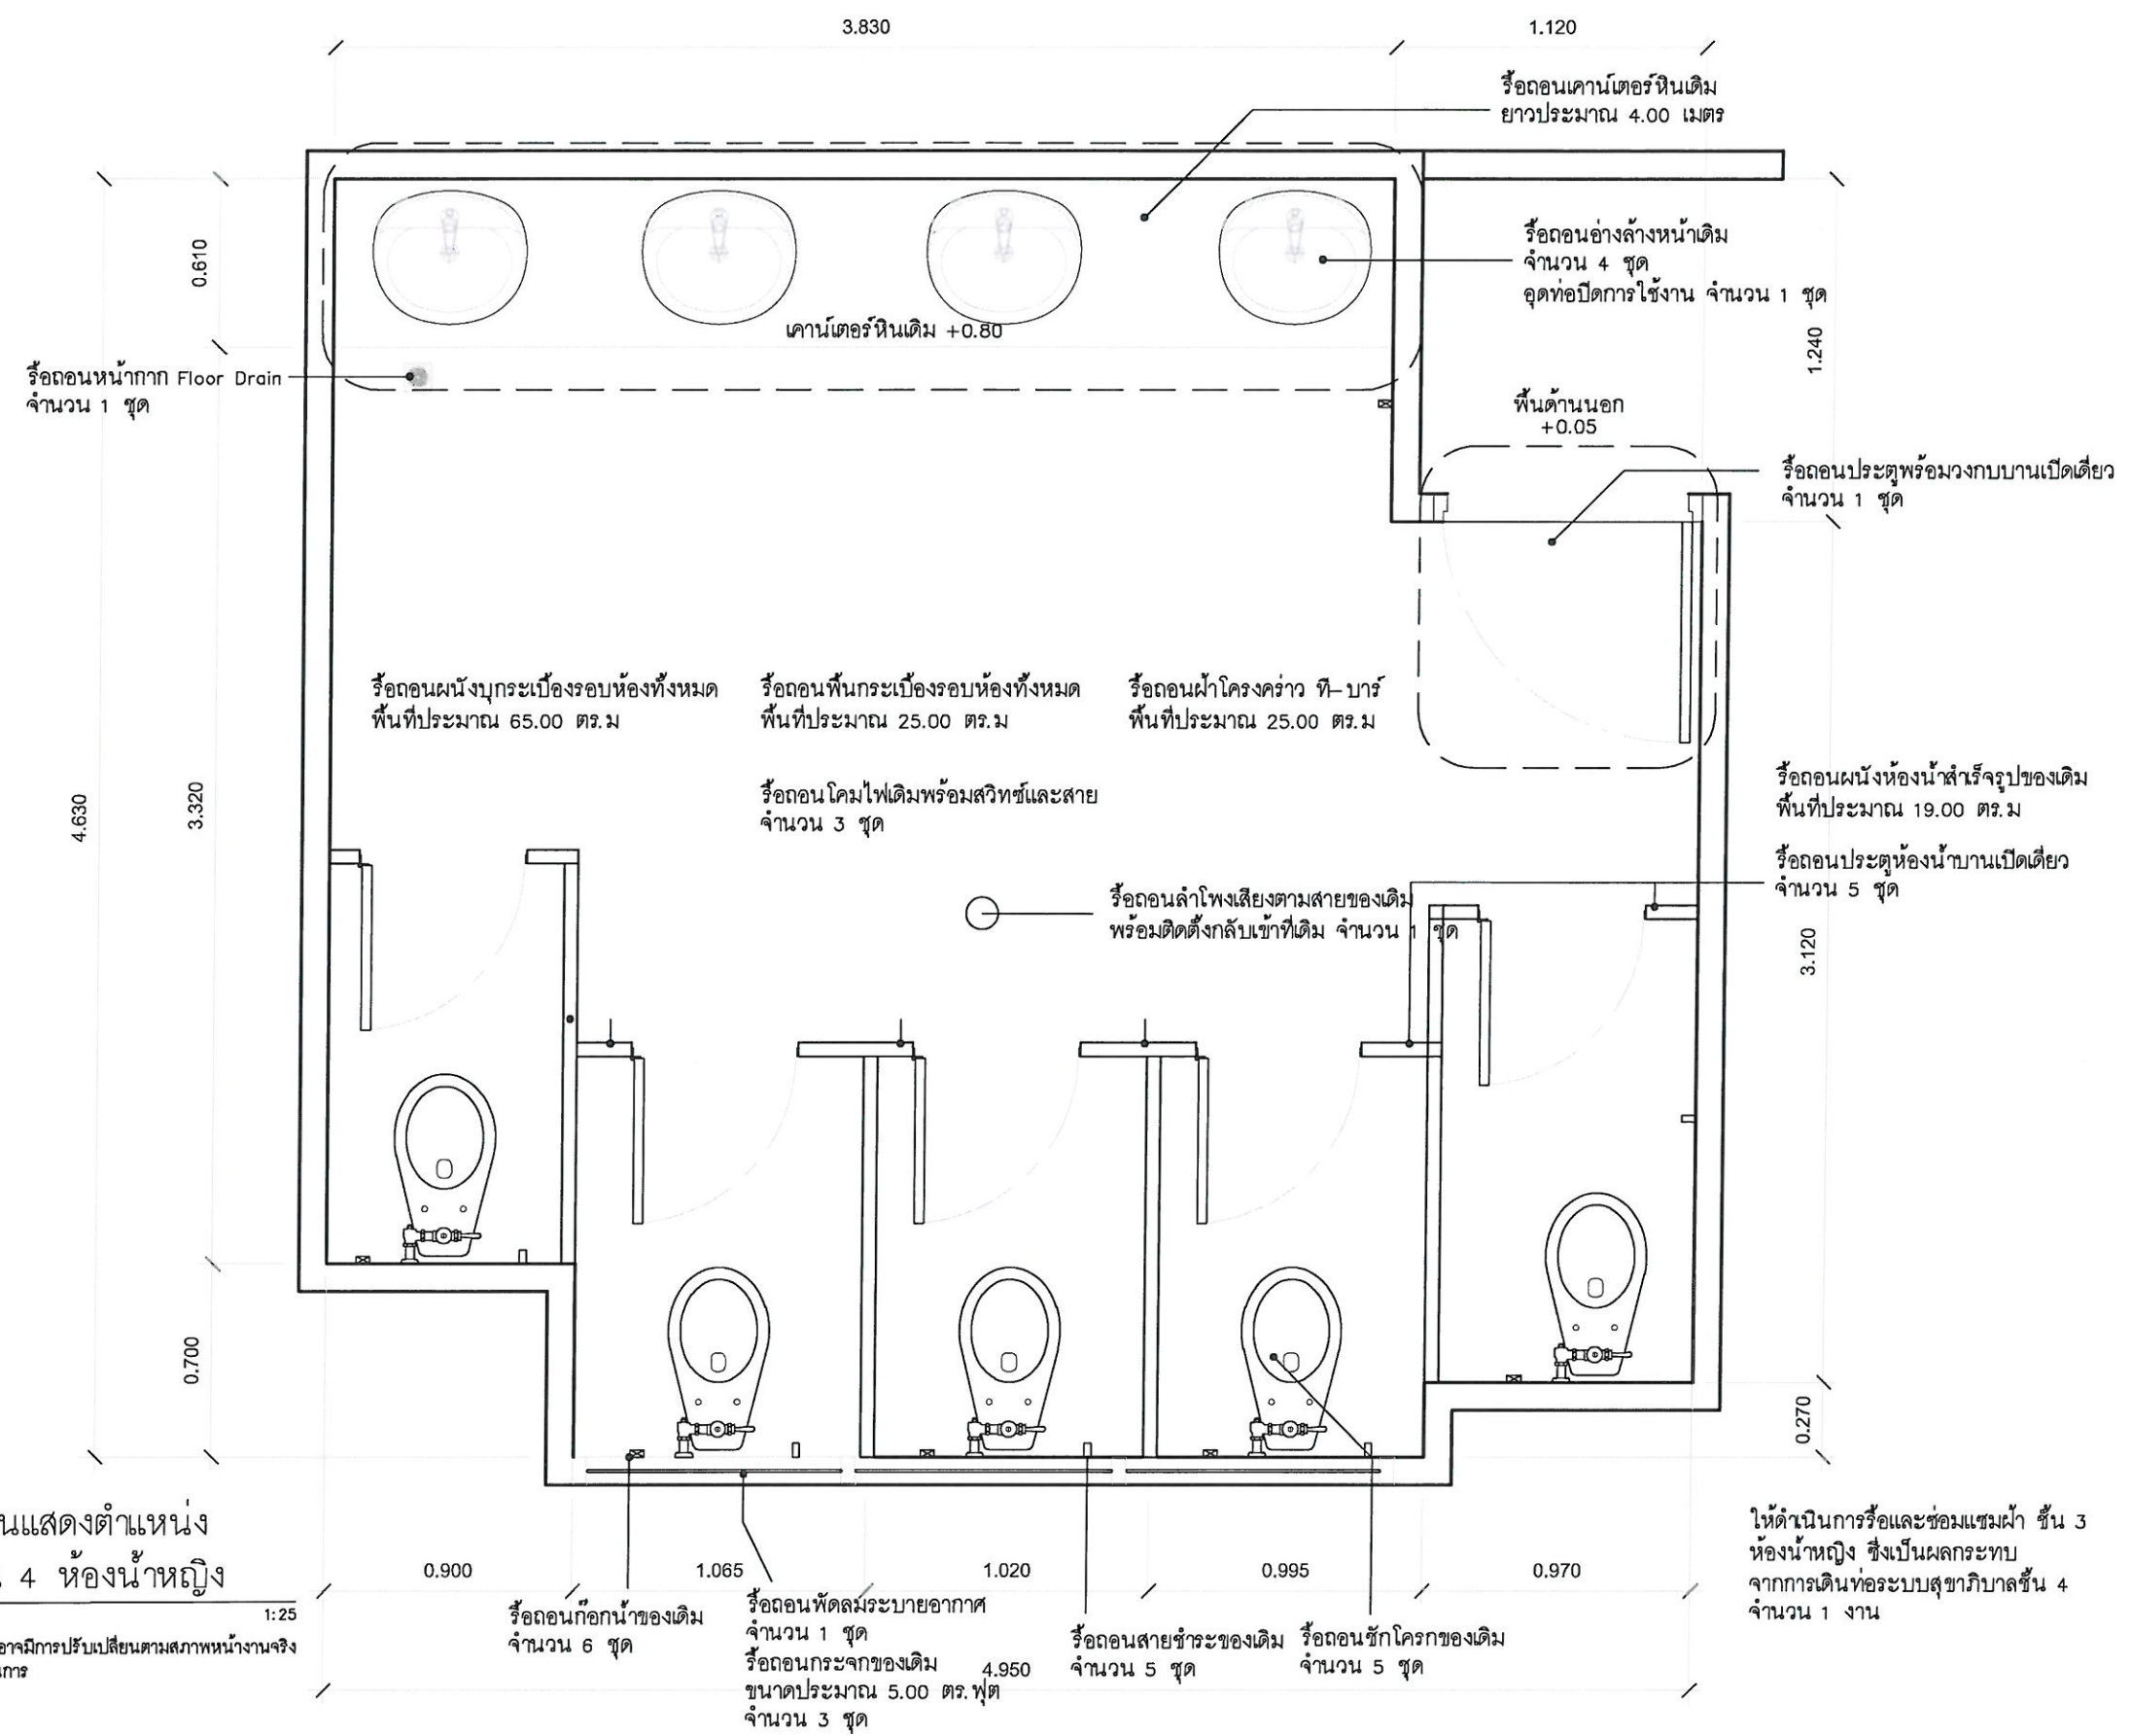 3.830
1.120
รื้อถอนเคาน์เตอร์หินเดิม
ยาวประมาณ 4.00 เมตร
0.610
รื้อถอนอ่างล้างหน้าเดิม
จำนวน 4 ชุด
อุดท่อปิดการใช้งาน จำนวน 1 ชุด
เคาน์เตอร์หินเดิม +0.80
1.240
รื้อถอนหน้ากาก Floor Drain
จำนวน 1 ชุด
พื้นด้านนอก
+0.05
รื้อถอนประตูพร้อมวงกบบานเปิดเดี่ยว
จำนวน 1 ชุด
รื้อถอนผนังบุกระเบื้องรอบห้องทั้งหมด
พื้นที่ประมาณ 65.00 ตร.ม
รื้อถอนพื้นกระเบื้องรอบห้องทั้งหมด
พื้นที่ประมาณ 25.00 ตร.ม
รื้อถอนฝ้าโครงคร่าว ที-บาร์
พื้นที่ประมาณ 25.00 ตร.ม
4.630
3.320
รื้อถอนโคมไฟเดิมพร้อมสวิทซ์และสาย
จำนวน 3 ชุด
รื้อถอนผนังห้องน้ำสำเร็จรูปของเดิม
พื้นที่ประมาณ 19.00 ตร.ม
รื้อถอนประตูห้องน้ำบานเปิดเดี่ยว
จำนวน 5 ชุด
รื้อถอนลำโพงเสียงตามสายของเดิม
พร้อมติดตั้งกลับเข้าที่เดิม จำนวน 1 ชุด
3.120
0.700
0.270
นแสดงตำแหน่ง
4 ห้องน้ำหญิง
1:25
อาจมีการปรับเปลี่ยนตามสภาพหน้างานจริง
นการ
0.900
1.065
1.020
0.995
0.970
รื้อถอนก๊อกน้ำของเดิม
จำนวน 6 ชุด
รื้อถอนพัดลมระบายอากาศ
จำนวน 1 ชุด
รื้อถอนกระจกของเดิม
ขนาดประมาณ 5.00 ตร.ฟุต
จำนวน 3 ชุด
4.950
รื้อถอนสายชำระของเดิม
จำนวน 5 ชุด
รื้อถอนชักโครกของเดิม
จำนวน 5 ชุด
ให้ดำเนินการรื้อและซ่อมแซมฝ้า ชั้น 3
ห้องน้ำหญิง ซึ่งเป็นผลกระทบ
จากการเดินท่อระบบสุขาภิบาลชั้น 4
จำนวน 1 งาน